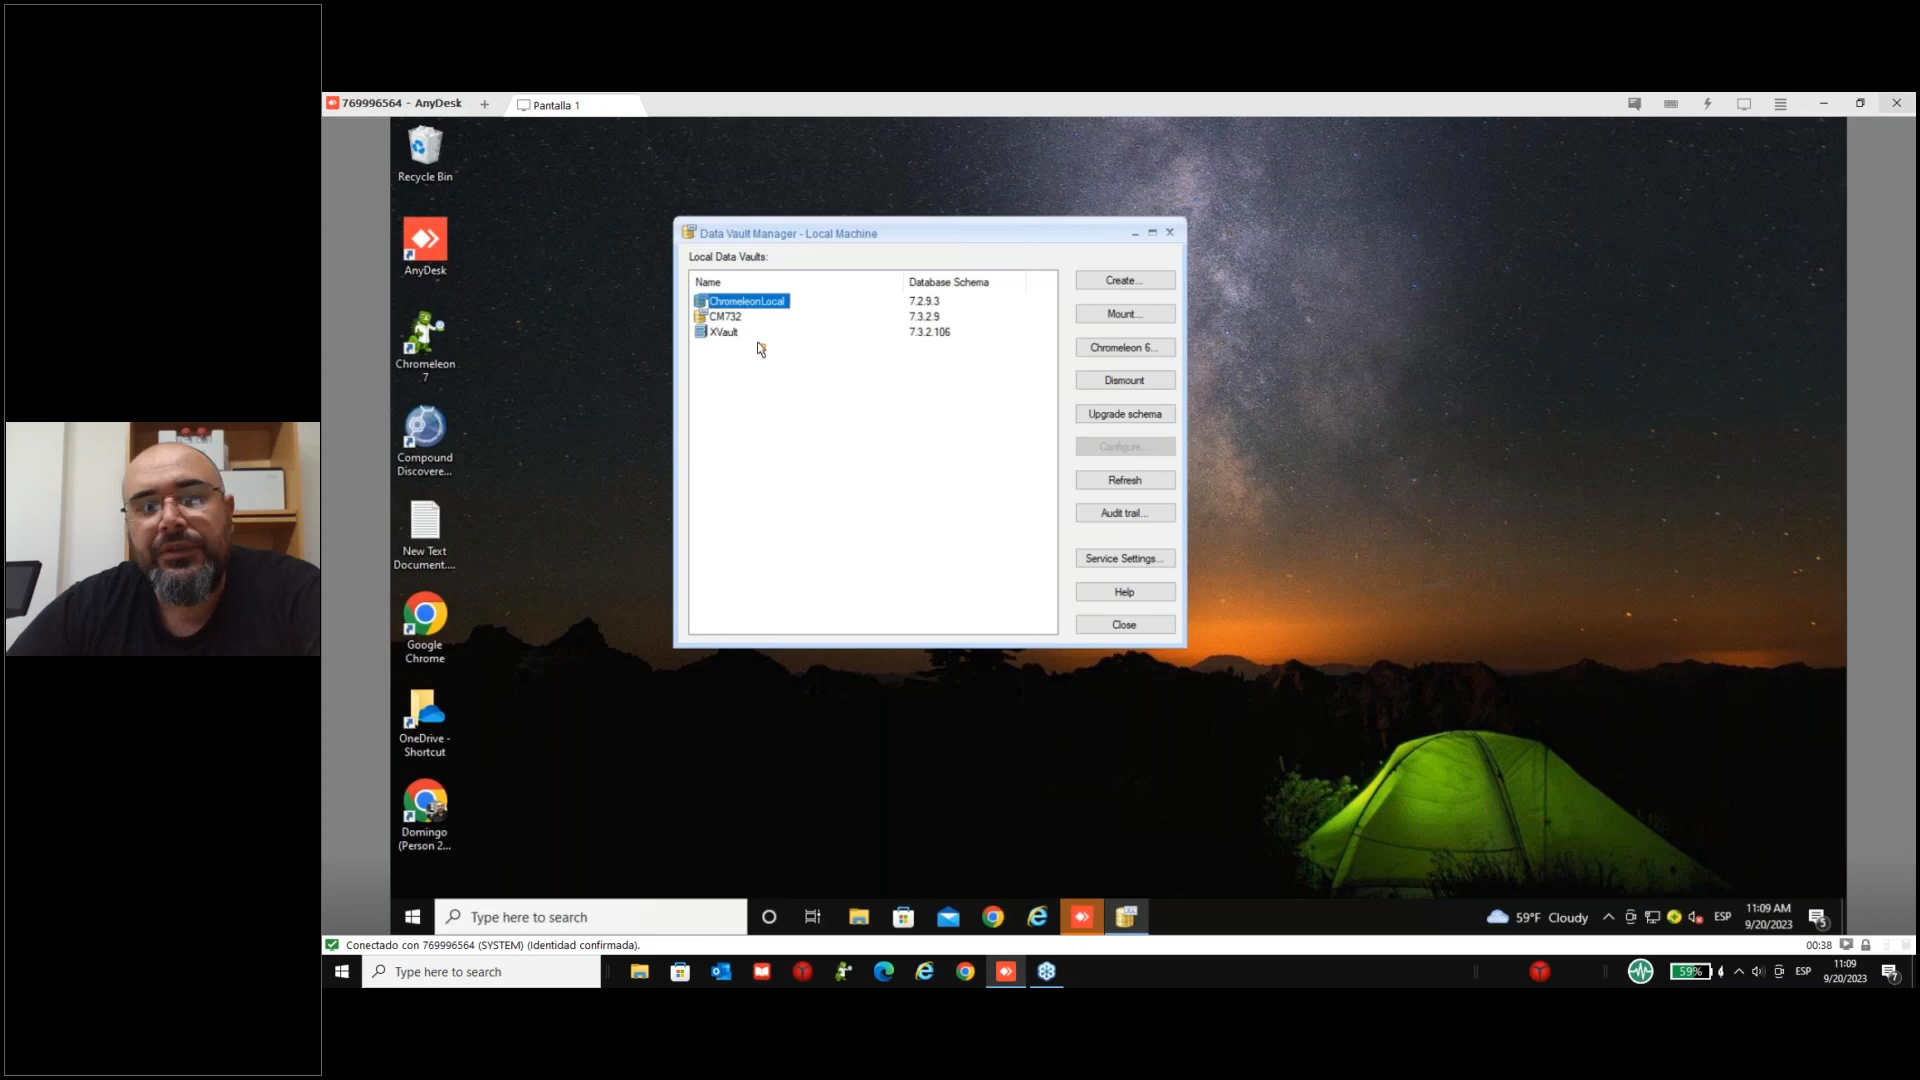 769996564 - AnyDesk
+
Pantalla 1
Recycle Bin
AnyDesk
Chromeleon
7
Compound
Discovere...
New Text
Document....
Google
Chrome
OneDrive -
Shortcut
Domingo
(Person 2...
Data Vault Manager - Local Machine
Local Data Vaults:
Name
Database Schema
ChromeleonLocal
7.2.9.3
CM732
7.3.2.9
XVault
7.3.2.106
Create...
Mount...
Chromeleon 6...
Dismount
Upgrade schema
Configure...
Refresh
Audit trail...
Service Settings...
Help
Close
Type here to search
59°F Cloudy
ESP
11:09 AM
9/20/2023
5
Conectado con 769996564 (SYSTEM) (Identidad confirmada).
00:38
Type here to search
59%
ESP
11:09
9/20/2023
7